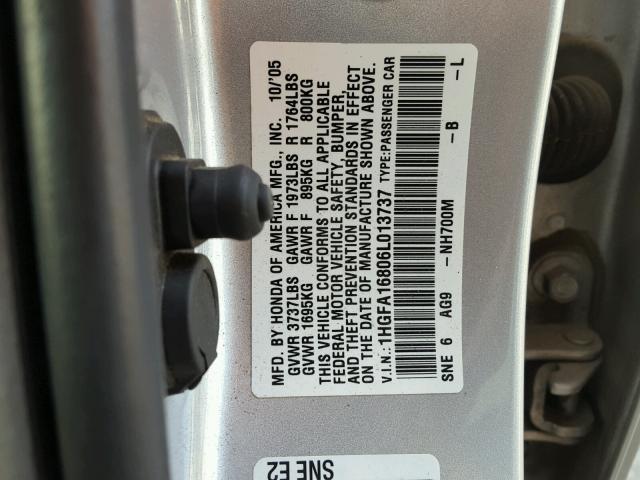 MFD. BY HONDA OF AMERICA MFG., INC. 10/'05
GVWR 3737LBS GAWR F 1973LBS R 1764LBS
GVWR 1695KG GAWR F 895KG R 800KG
THIS VEHICLE CONFORMS TO ALL APPLICABLE
FEDERAL MOTOR VEHICLE SAFETY, BUMPER,
AND THEFT PREVENTION STANDARDS IN EFFECT
ON THE DATE OF MANUFACTURE SHOWN ABOVE.
V.I.N.:1HGFA16806L013737 TYPE:PASSENGER CAR
SNE 6 AG9 -NH700M -B -L
SNE E2